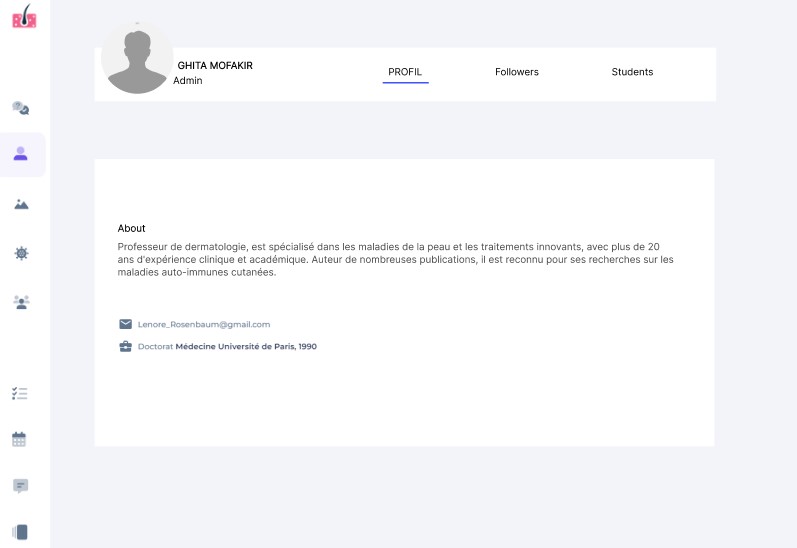 GHITA MOFAKIR
Admin
PROFIL
Followers
Students
About
Professeur de dermatologie, est spécialisé dans les maladies de la peau et les traitements innovants, avec plus de 20
ans d'expérience clinique et académique. Auteur de nombreuses publications, il est reconnu pour ses recherches sur les
maladies auto-immunes cutanées.
Lenore_Rosenbaum@gmail.com
Doctorat Médecine Université de Paris, 1990